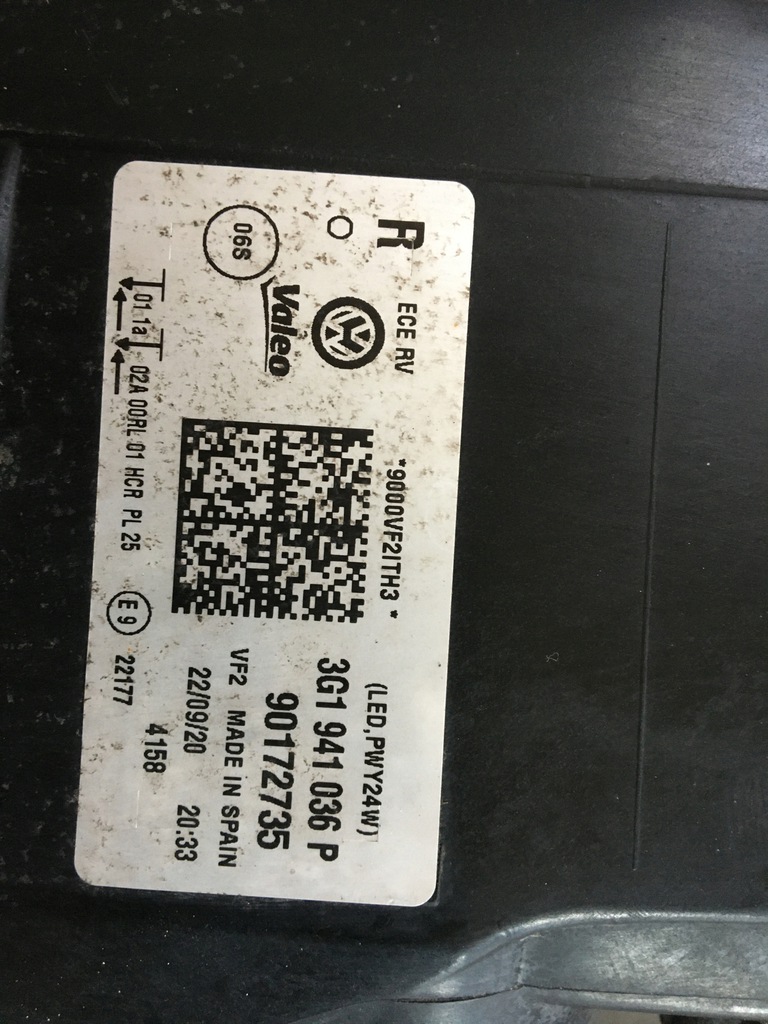 R ECE RV *9000VF2ITH3 * (LED,PWY24W)
3G1 941 036 P
Valeo 90172735
06S VF2 MADE IN SPAIN
22/09/20 20:33
4158
01 1a 02A 00RL 01 HCR PL 25 E 9 22177